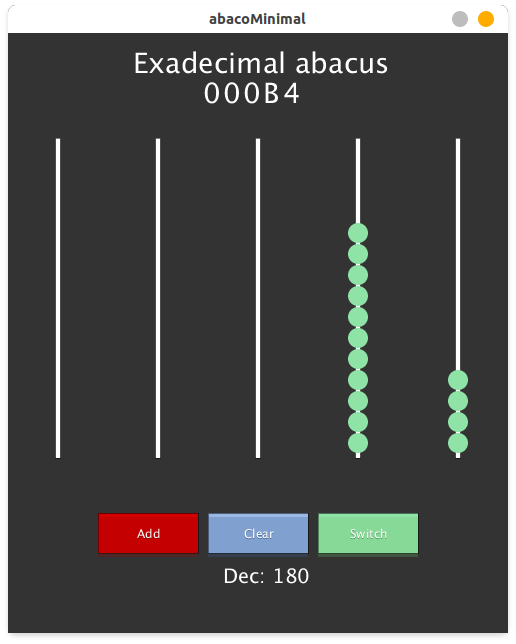 abacoMinimal
Exadecimal abacus
000B4
Add
Clear
Switch
Dec: 180